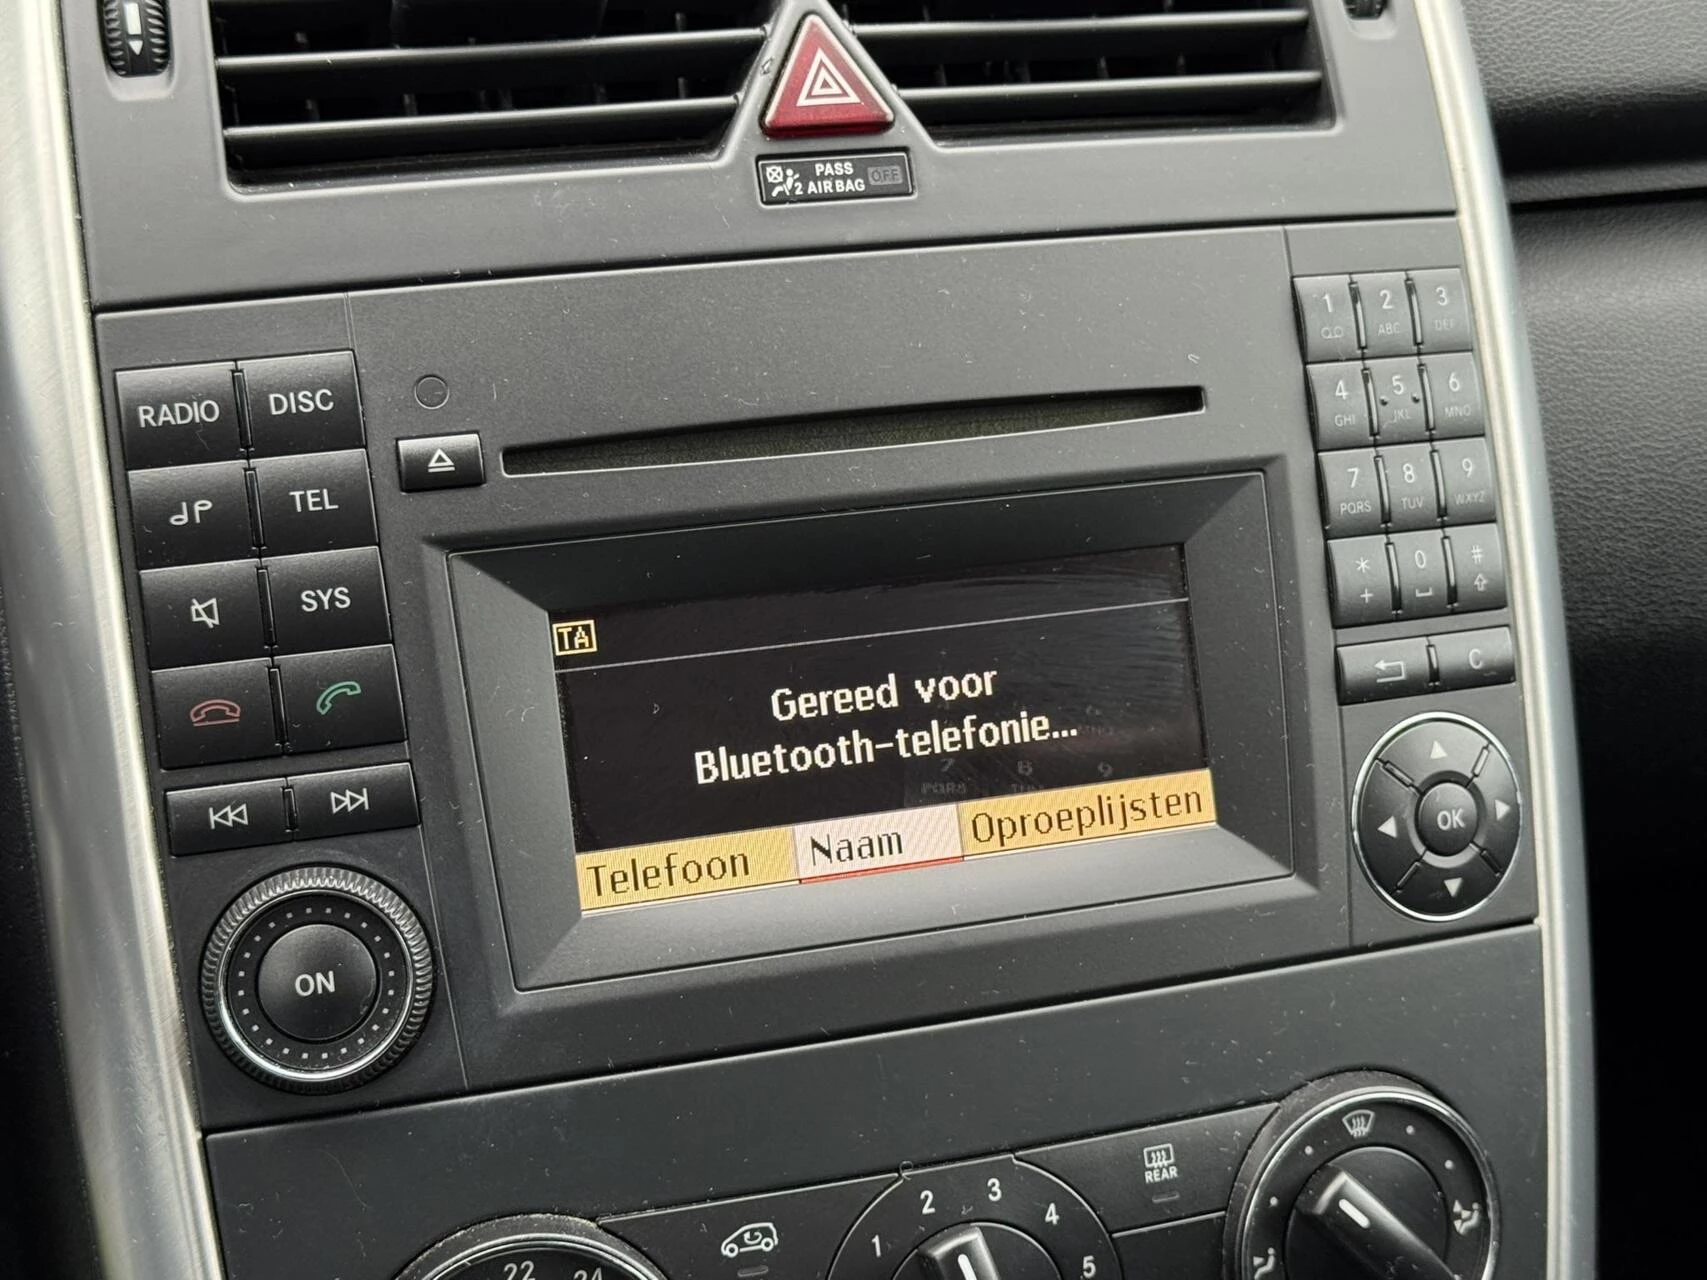 PASS
2 AIR BAG OFF
RADIO
DISC
TEL
SYS
ON
TA
Gereed voor
Bluetooth-telefonie...
Telefoon
Naam
Oproeplijsten
1
2 ABC
3 DEF
4 GHI
5 JKL
6 MNO
7 PQRS
8 TUV
9 WXYZ
* +
0
#
C
OK
REAR
1 2 3 4 5
22 24